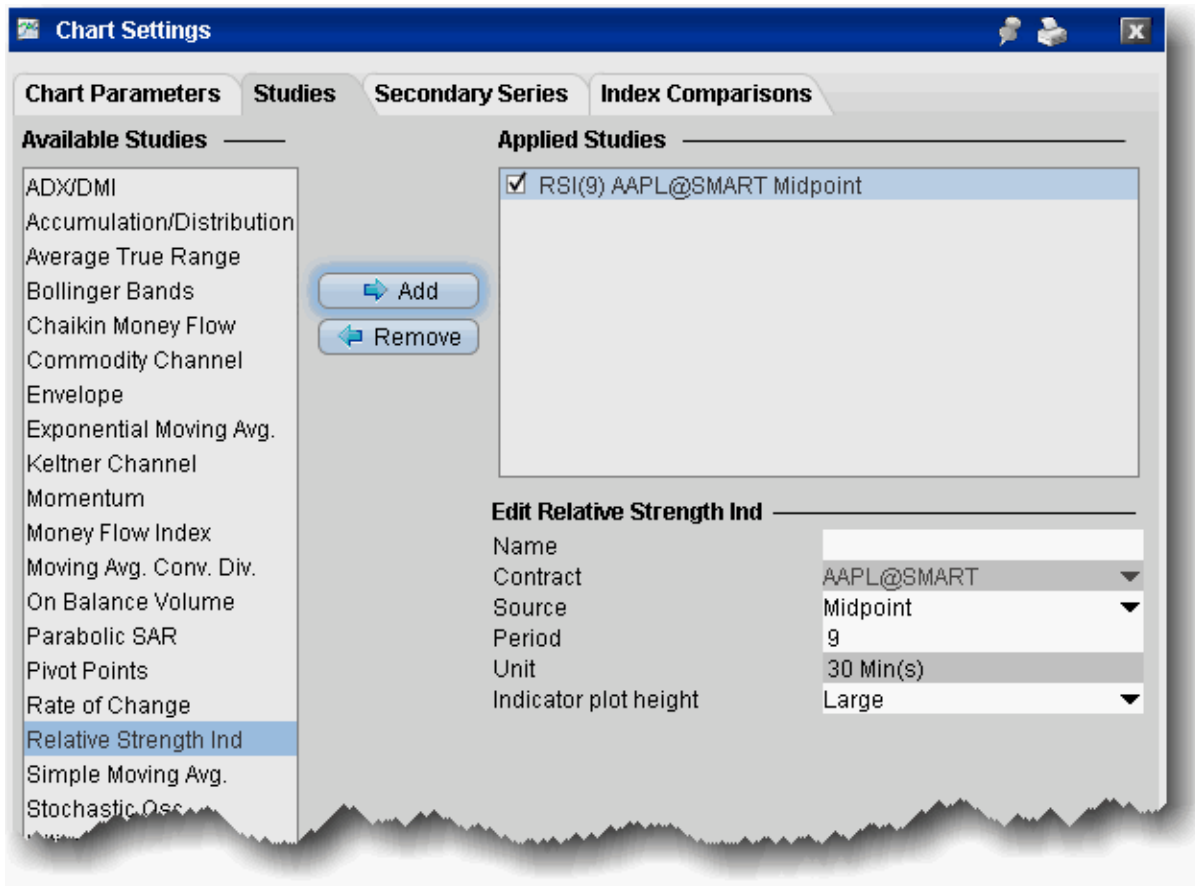 Chart Settings
Chart Parameters Studies Secondary Series Index Comparisons
Available Studies
ADX/DMI
Accumulation/Distribution
Average True Range
Bollinger Bands
Chaikin Money Flow
Commodity Channel
Envelope
Exponential Moving Avg.
Keltner Channel
Momentum
Money Flow Index
Moving Avg. Conv. Div.
On Balance Volume
Parabolic SAR
Pivot Points
Rate of Change
Relative Strength Ind
Simple Moving Avg.
Stochastic
Add
Remove
Applied Studies
RSI(9) AAPL@SMART Midpoint
Edit Relative Strength Ind
Name
Contract AAPL@SMART
Source Midpoint
Period 9
Unit 30 Min(s)
Indicator plot height Large